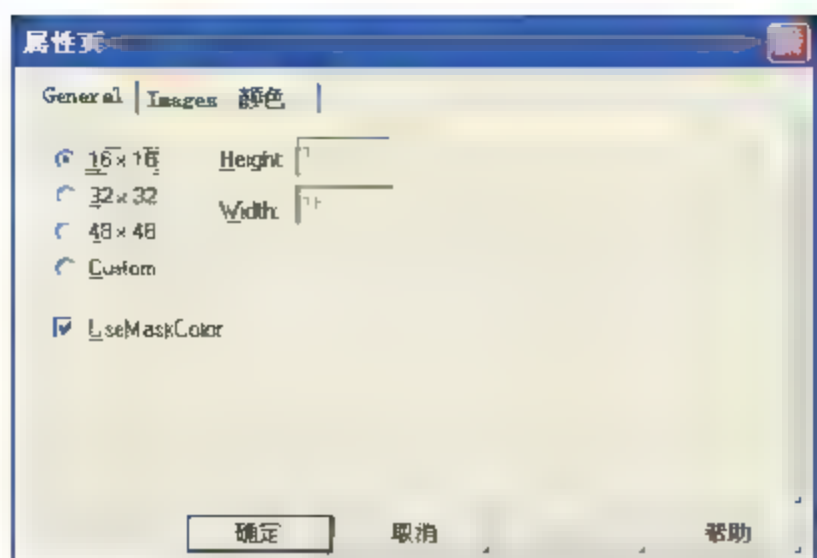 属性页
General Images 颜色
16×16 Height
32×32
Width:
48×48
Custom
UseMaskColor
确定 取消 帮助